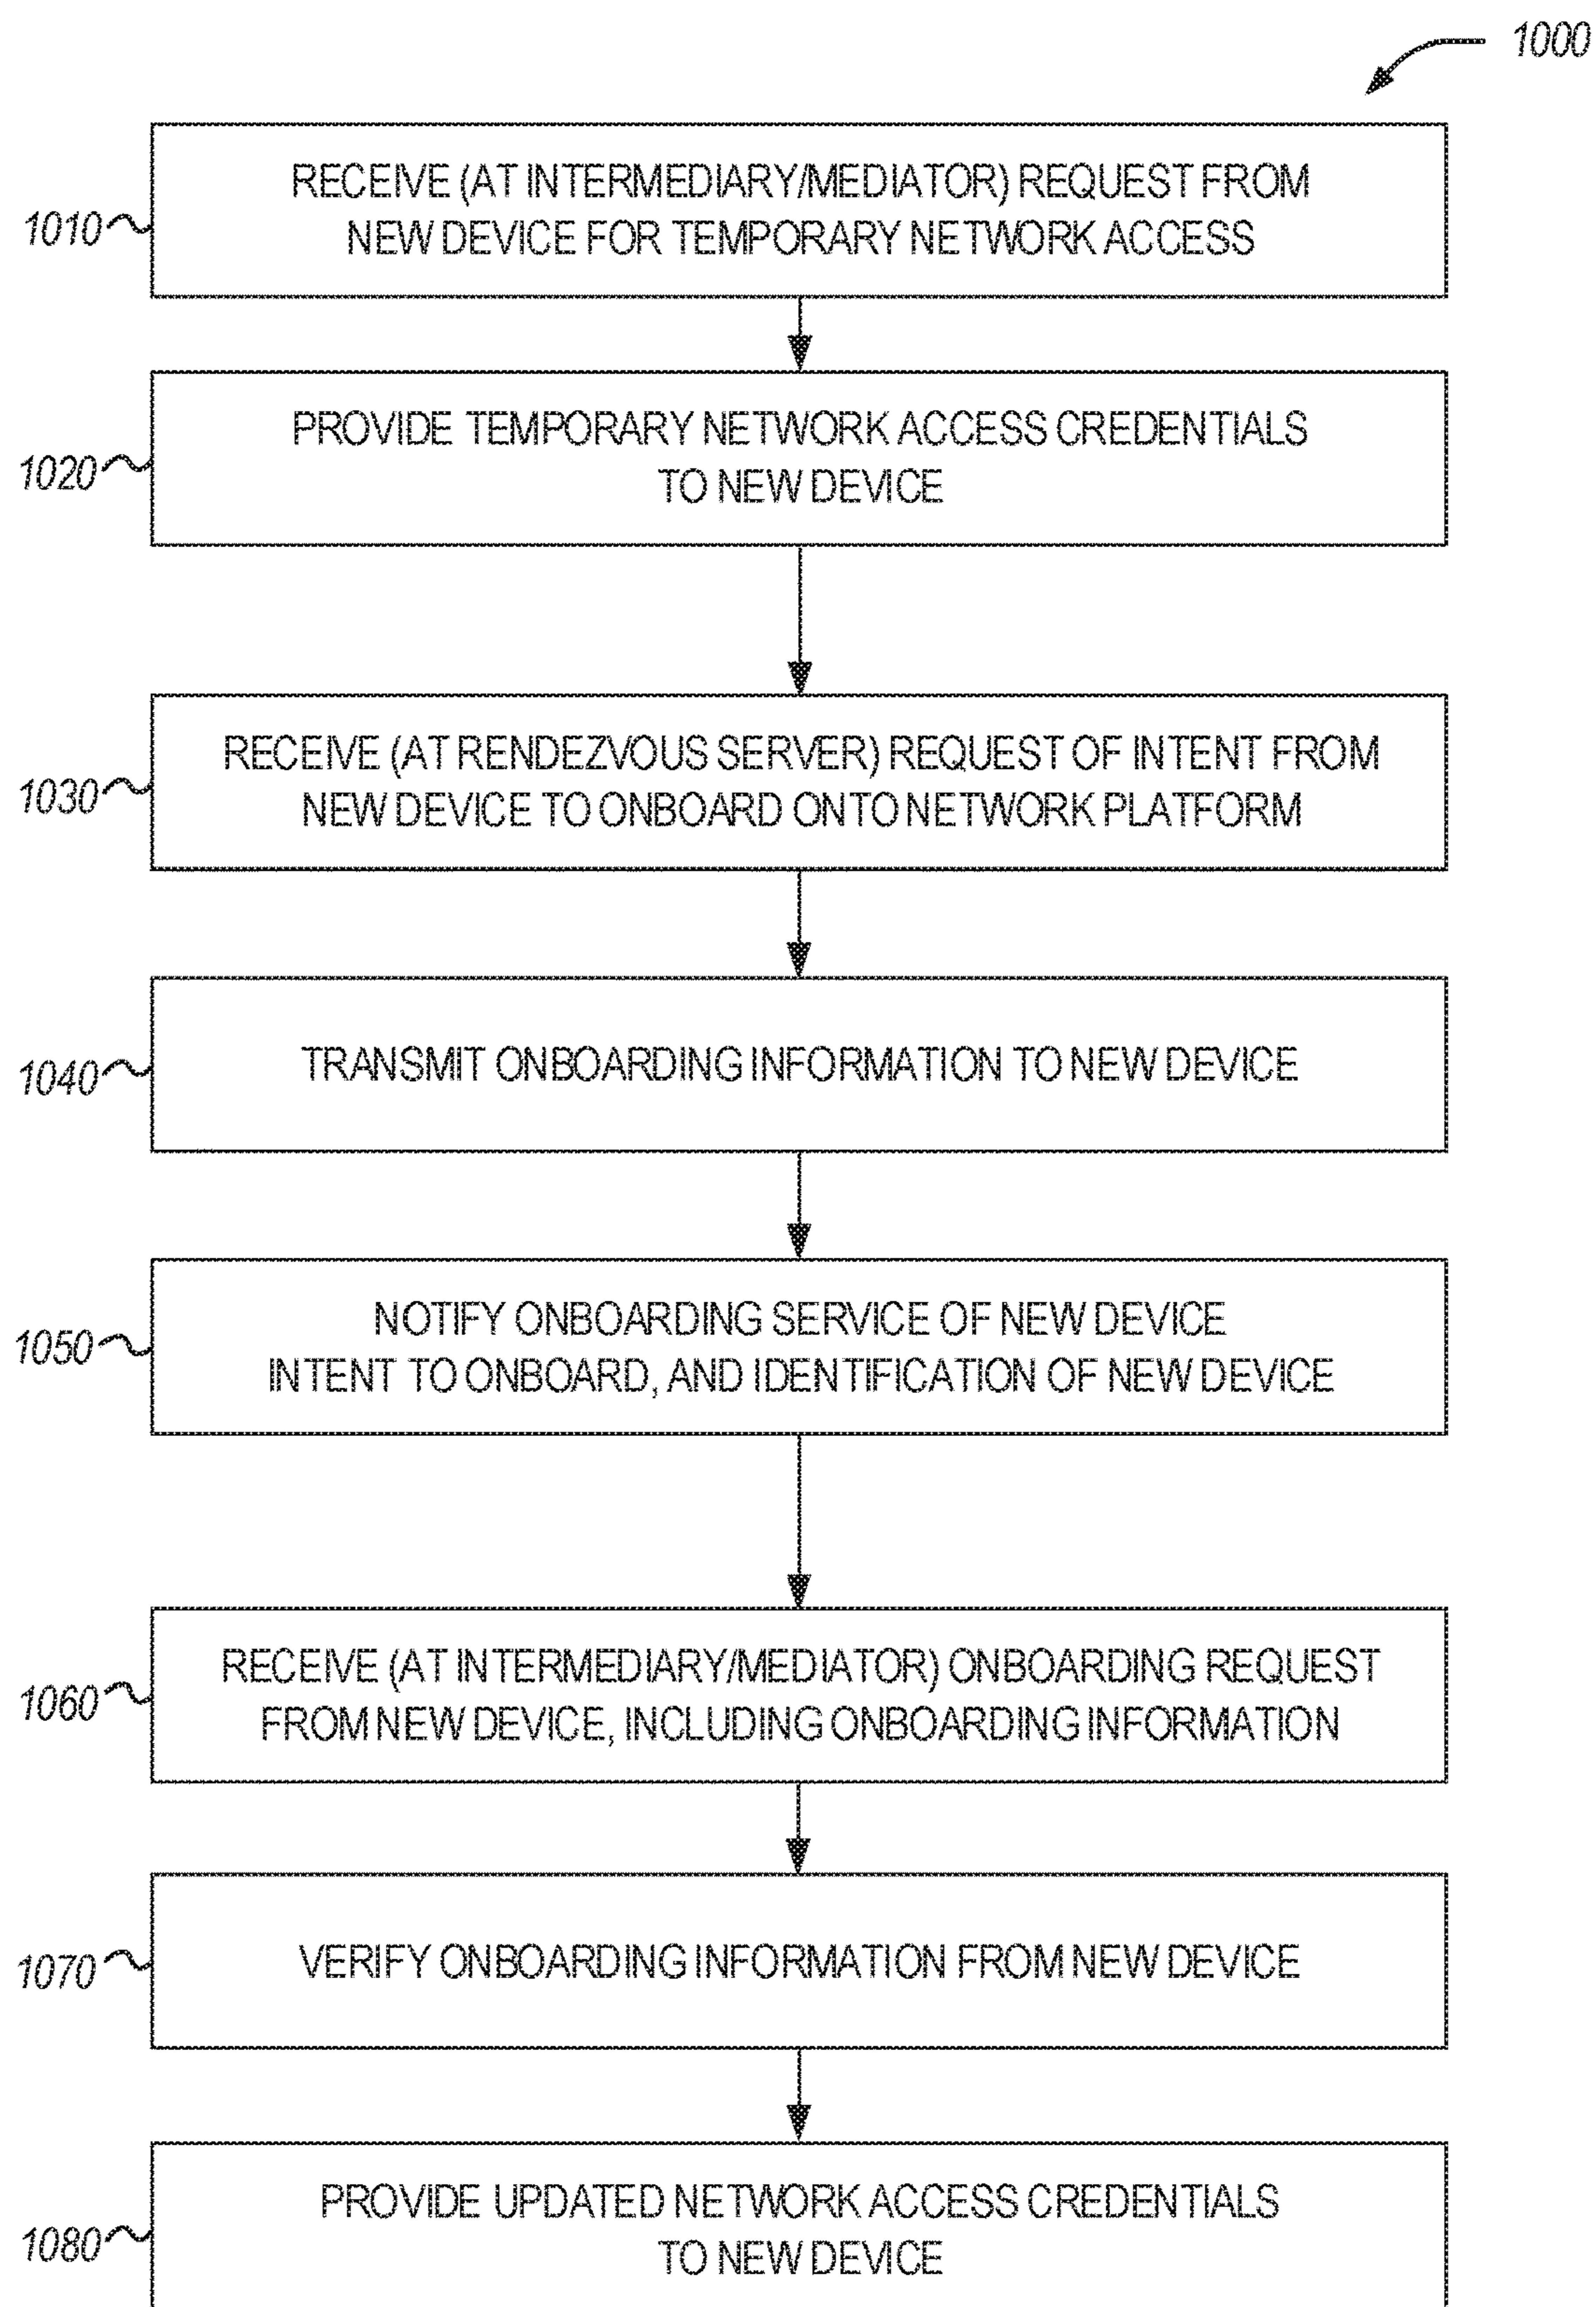 1000
RECEIVE (AT INTERMEDIARY/MEDIATOR) REQUEST FROM
NEW DEVICE FOR TEMPORARY NETWORK ACCESS
1010
PROVIDE TEMPORARY NETWORK ACCESS CREDENTIALS
TO NEW DEVICE
1020
RECEIVE (AT RENDEZVOUS SERVER) REQUEST OF INTENT FROM
NEW DEVICE TO ONBOARD ONTO NETWORK PLATFORM
1030
TRANSMIT ONBOARDING INFORMATION TO NEW DEVICE
1040
NOTIFY ONBOARDING SERVICE OF NEW DEVICE
INTENT TO ONBOARD, AND IDENTIFICATION OF NEW DEVICE
1050
RECEIVE (AT INTERMEDIARY/MEDIATOR) ONBOARDING REQUEST
FROM NEW DEVICE, INCLUDING ONBOARDING INFORMATION
1060
VERIFY ONBOARDING INFORMATION FROM NEW DEVICE
1070
PROVIDE UPDATED NETWORK ACCESS CREDENTIALS
TO NEW DEVICE
1080